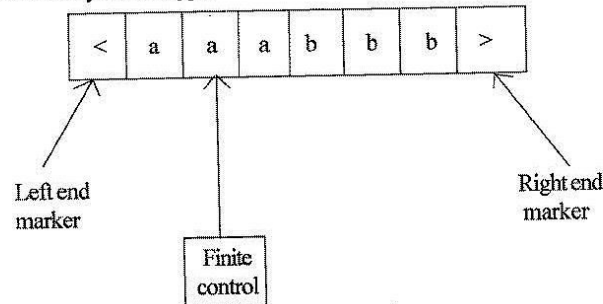 < a a a b b b >
Left end
marker
Right end
marker
Finite
control